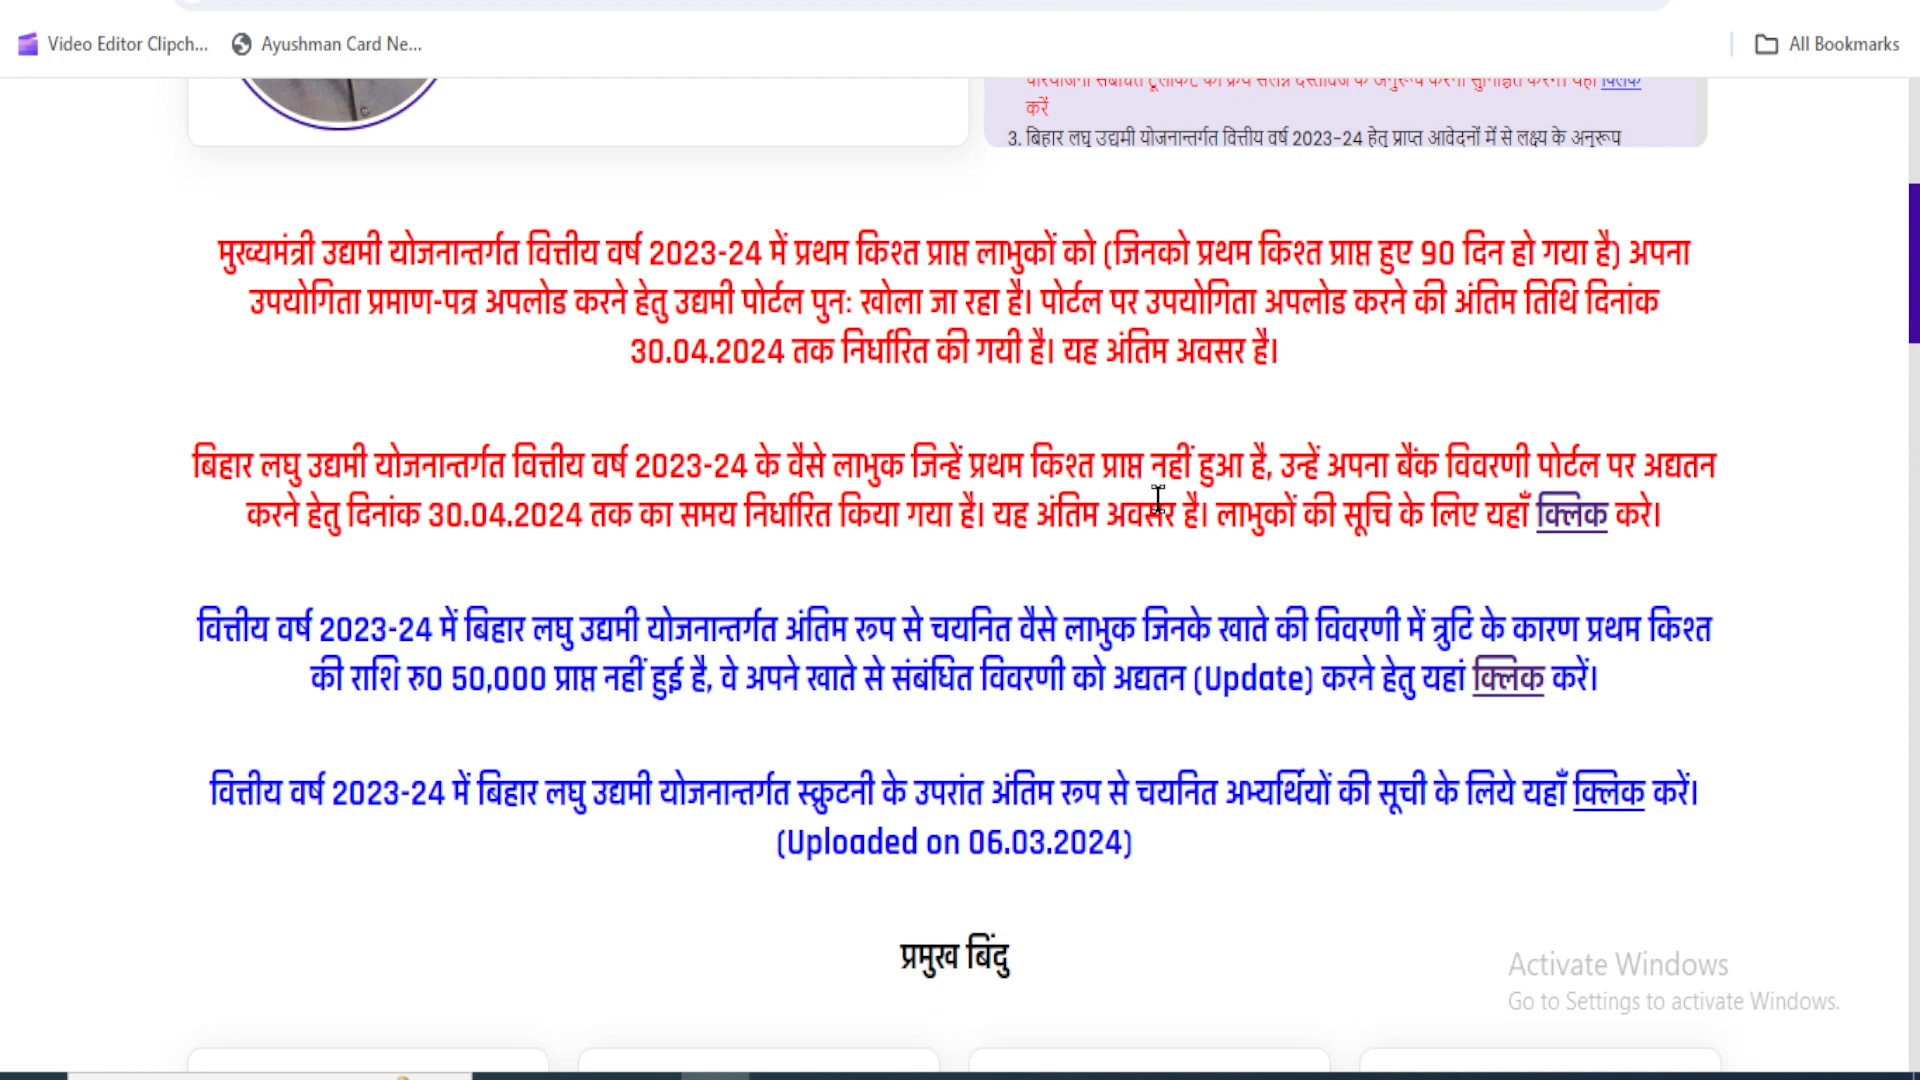 Video Editor Clipch...
Ayushman Card Ne...
All Bookmarks
क्लिक
करें
3. बिहार लघु उद्यमी योजनान्तर्गत वित्तीय वर्ष 2023-24 हेतु प्राप्त आवेदनों में से लक्ष्य के अनुरूप
मुख्यमंत्री उद्यमी योजनान्तर्गत वित्तीय वर्ष 2023-24 में प्रथम किश्त प्राप्त लाभुकों को (जिनको प्रथम किश्त प्राप्त हुए 90 दिन हो गया है) अपना
उपयोगिता प्रमाण-पत्र अपलोड करने हेतु उद्यमी पोर्टल पुनः खोला जा रहा है। पोर्टल पर उपयोगिता अपलोड करने की अंतिम तिथि दिनांक
30.04.2024 तक निर्धारित की गयी है। यह अंतिम अवसर है।
बिहार लघु उद्यमी योजनान्तर्गत वित्तीय वर्ष 2023-24 के वैसे लाभुक जिन्हें प्रथम किश्त प्राप्त नहीं हुआ है, उन्हें अपना बैंक विवरणी पोर्टल पर अद्यतन
करने हेतु दिनांक 30.04.2024 तक का समय निर्धारित किया गया है। यह अंतिम अवसर है। लाभुकों की सूचि के लिए यहाँ क्लिक करे।
वित्तीय वर्ष 2023-24 में बिहार लघु उद्यमी योजनान्तर्गत अंतिम रूप से चयनित वैसे लाभुक जिनके खाते की विवरणी में त्रुटि के कारण प्रथम किश्त
की राशि रू0 50,000 प्राप्त नहीं हुई है, वे अपने खाते से संबंधित विवरणी को अद्यतन (Update) करने हेतु यहां क्लिक करें।
वित्तीय वर्ष 2023-24 में बिहार लघु उद्यमी योजनान्तर्गत स्क्रुटनी के उपरांत अंतिम रूप से चयनित अभ्यर्थियों की सूची के लिये यहाँ क्लिक करें।
(Uploaded on 06.03.2024)
प्रमुख बिंदु
Activate Windows
Go to Settings to activate Windows.